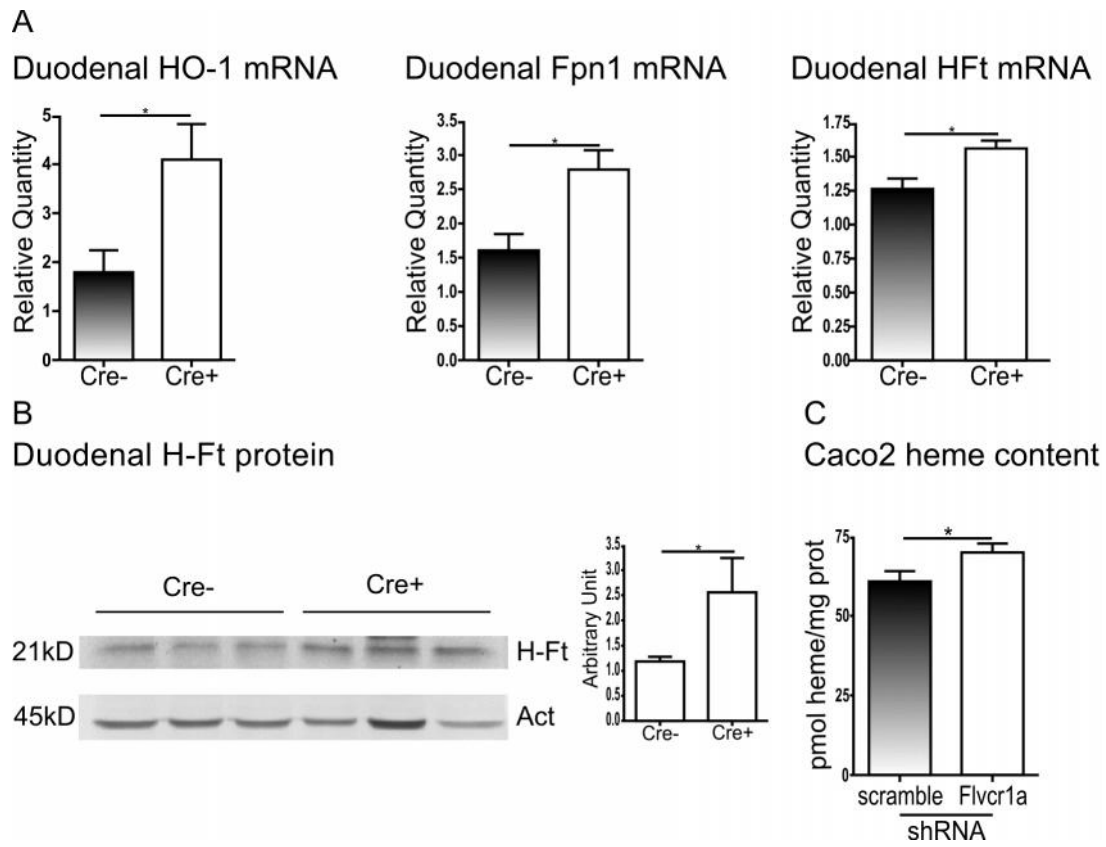 A
Duodenal HO-1 mRNA
Relative Quantity
5
4
3
2
1
0
*
Cre- Cre+
Duodenal Fpn1 mRNA
Relative Quantity
3.5
3.0
2.5
2.0
1.5
1.0
0.5
0.0
*
Cre- Cre+
Duodenal HFt mRNA
Relative Quantity
1.75
1.50
1.25
1.00
0.75
0.50
0.25
0.00
*
Cre- Cre+
B
Duodenal H-Ft protein
Cre- Cre+
21kD H-Ft
45kD Act
Arbitrary Unit
3.5
3.0
2.5
2.0
1.5
1.0
0.5
0.0
*
Cre- Cre+
C
Caco2 heme content
pmol heme/mg prot
75
50
25
0
*
scramble Flvcr1a
shRNA